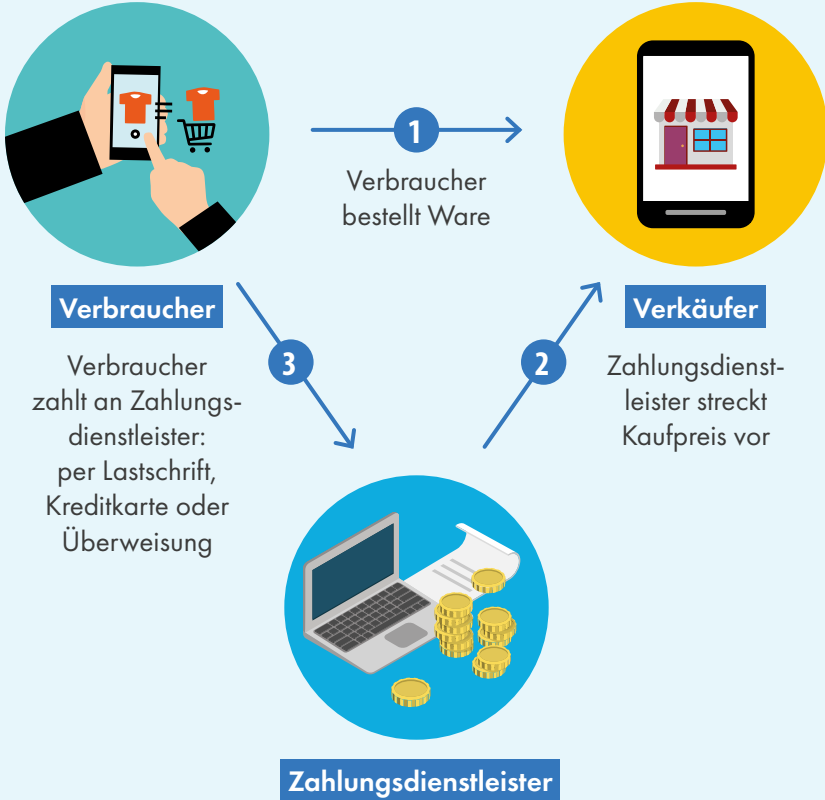 1
Verbraucher
bestellt Ware
Verbraucher
Verkäufer
3
Verbraucher
zahlt an Zahlungs-
dienstleister:
per Lastschrift,
Kreditkarte oder
Überweisung
2
Zahlungsdienst-
leister streckt
Kaufpreis vor
Zahlungsdienstleister